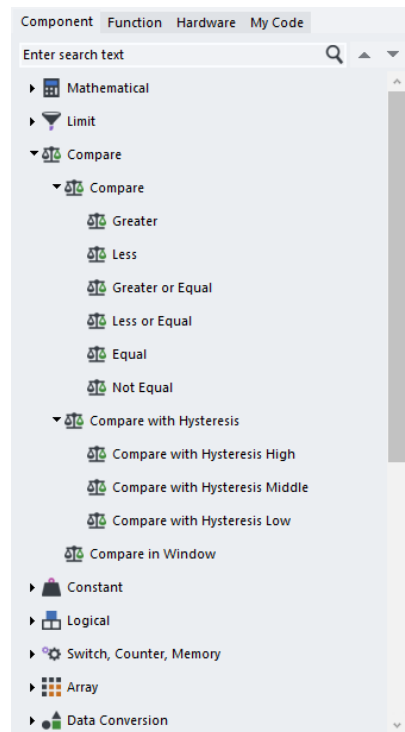 Component Function Hardware My Code
Enter search text
Mathematical
Limit
Compare
Compare
Greater
Less
Greater or Equal
Less or Equal
Equal
Not Equal
Compare with Hysteresis
Compare with Hysteresis High
Compare with Hysteresis Middle
Compare with Hysteresis Low
Compare in Window
Constant
Logical
Switch, Counter, Memory
Array
Data Conversion